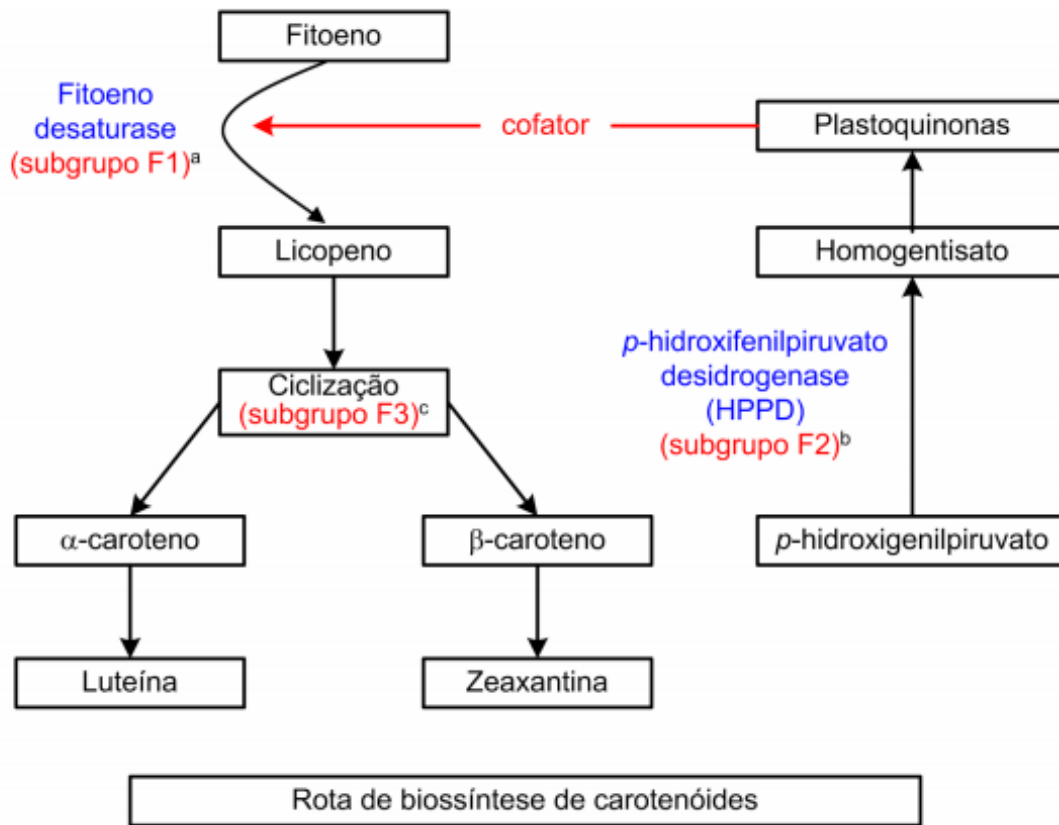 Fitoeno
Fitoeno
desaturase
(subgrupo F1)ᵃ
cofator
Plastoquinonas
Licopeno
Homogentisato
Ciclização
(subgrupo F3)ᶜ
p-hidroxifenilpiruvato
desidrogenase
(HPPD)
(subgrupo F2)ᵇ
α-caroteno
β-caroteno
p-hidroxigenilpiruvato
Luteína
Zeaxantina
Rota de biossíntese de carotenóides